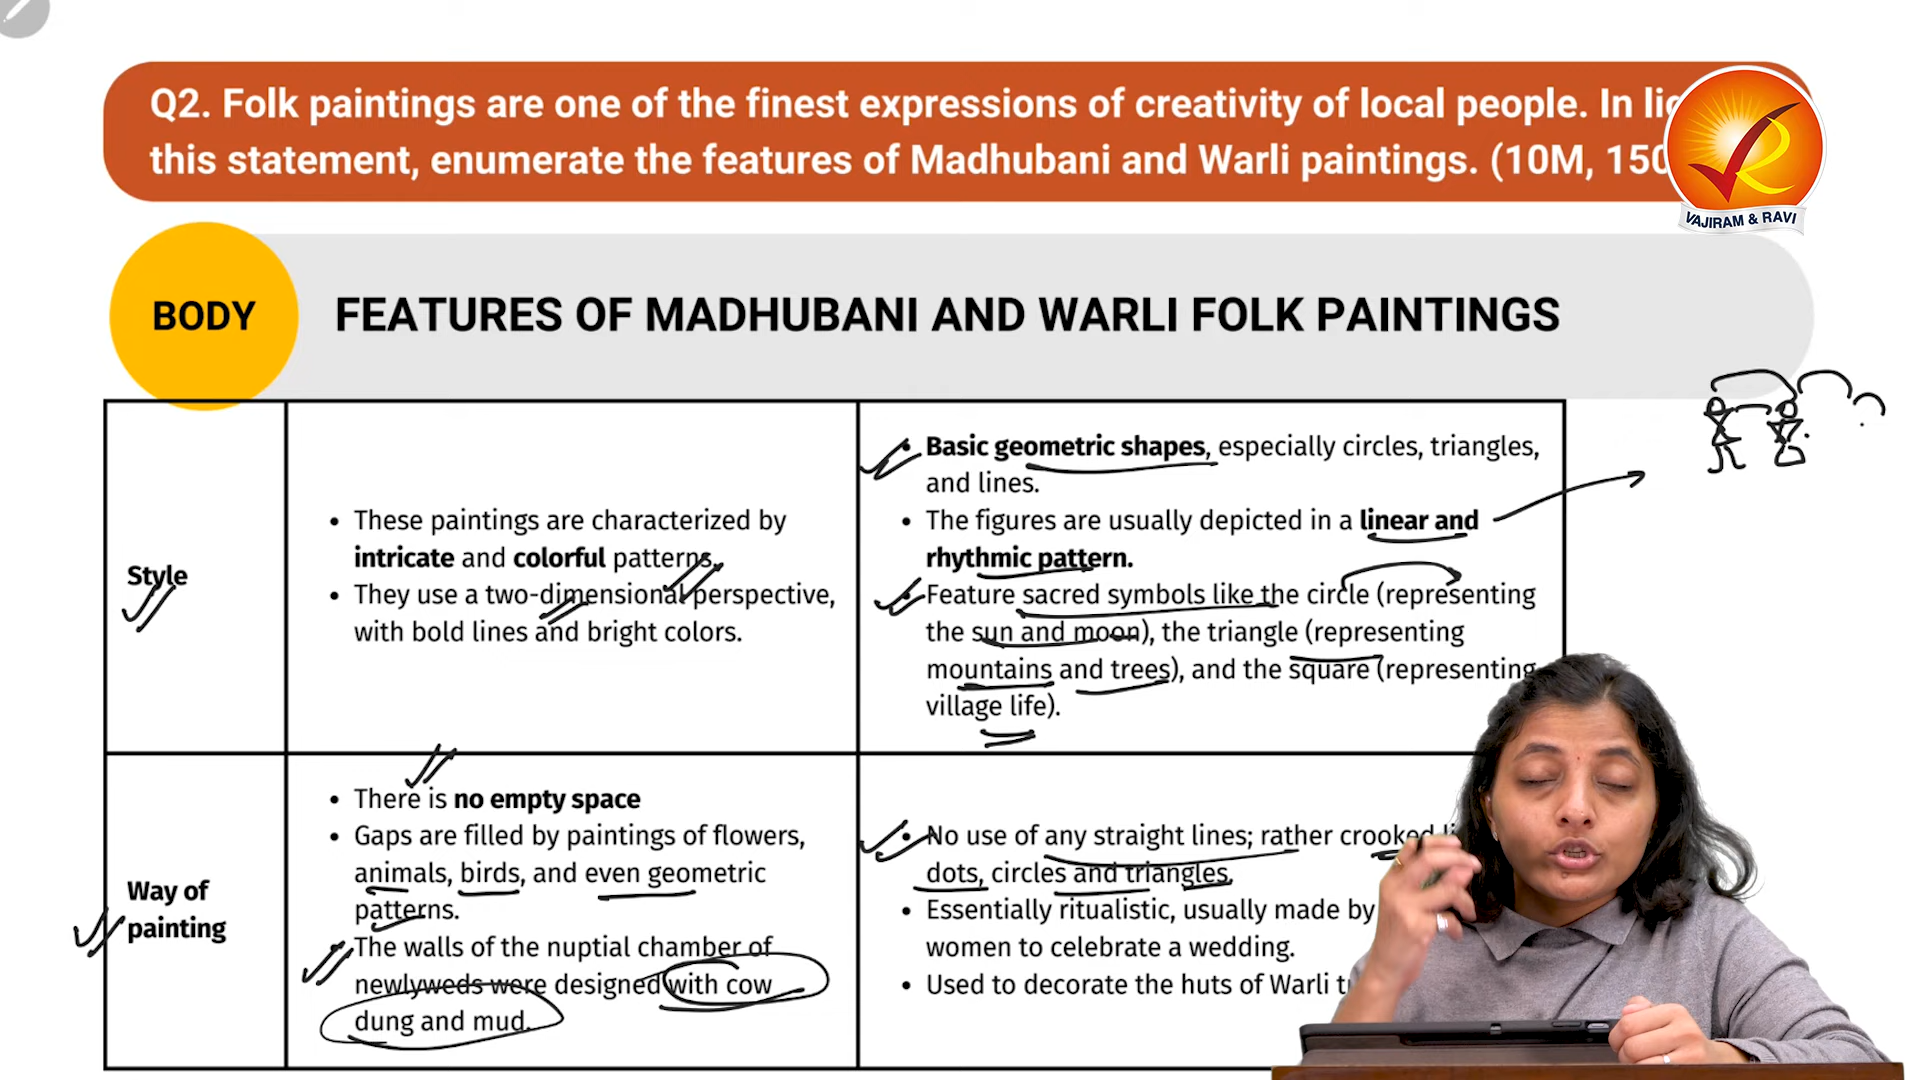 Q2. Folk paintings are one of the finest expressions of creativity of local people. In
this statement, enumerate the features of Madhubani and Warli paintings. (10M,
VAJIRAM & RAVI
BODY
FEATURES OF MADHUBANI AND WARLI FOLK PAINTINGS
Style
• These paintings are characterized by
intricate and colorful patterns.
• They use a two-dimensional perspective,
with bold lines and bright colors.
• Basic geometric shapes, especially circles, triangles,
and lines.
• The figures are usually depicted in a linear and
rhythmic pattern.
• Feature sacred symbols like the circle (representing
the sun and moon), the triangle (representing
mountains and trees), and the square (representing
village life).
Way of
painting
• There is no empty space
• Gaps are filled by paintings of flowers,
animals, birds, and even geometric
patterns.
• The walls of the nuptial chamber of
newlyweds were designed with cow
dung and mud.
• No use of any straight lines; rather crooked
dots, circles and triangles.
• Essentially ritualistic, usually made by
women to celebrate a wedding.
• Used to decorate the huts of Warli